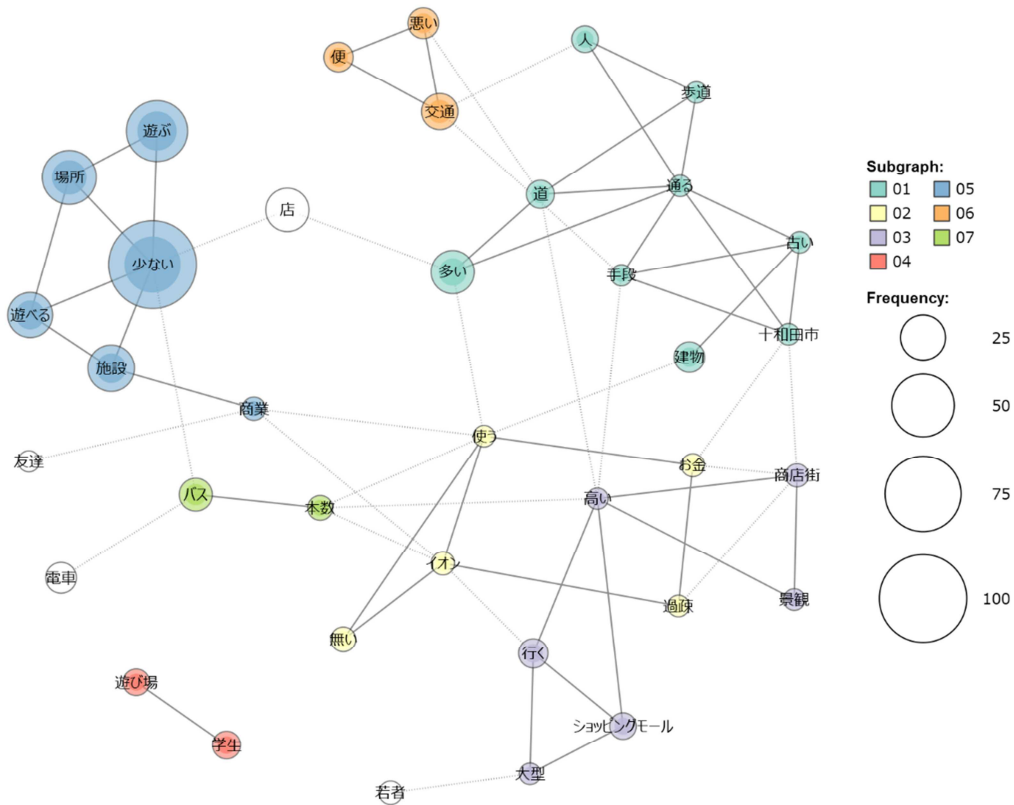 悪い
便
交通
人
歩道
遊ぶ
場所
道
通る
店
少ない
多い
手段
古い
遊べる
施設
十和田市
建物
商業
使う
友達
お金
商店街
バス
本数
高い
イオン
電車
過疎
景観
無い
行く
遊び場
学生
ショッピングモール
大型
若者
Subgraph:
01 05
02 06
03 07
04
Frequency:
25
50
75
100